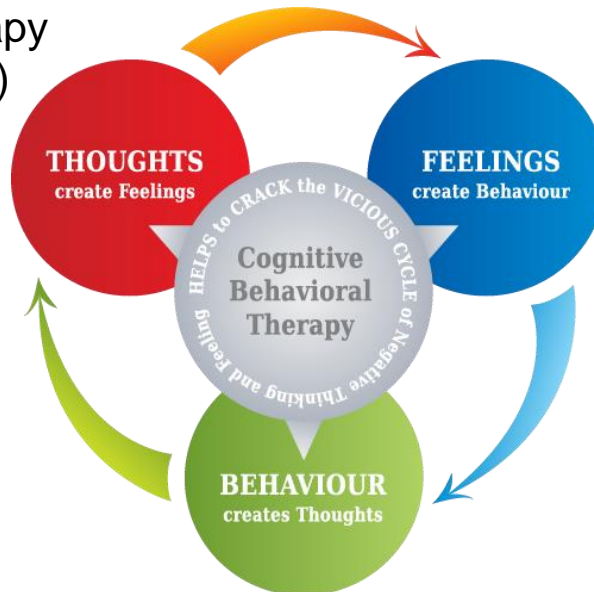 apy
)
THOUGHTS
create Feelings
FEELINGS
create Behaviour
HELPS to CRACK the VICIOUS CYCLE of Negative Thinking and Feeling
Cognitive
Behavioral
Therapy
BEHAVIOUR
creates Thoughts